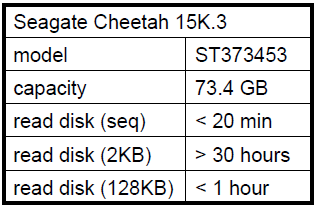 Seagate Cheetah 15K.3
model ST373453
capacity 73.4 GB
read disk (seq) < 20 min
read disk (2KB) > 30 hours
read disk (128KB) < 1 hour